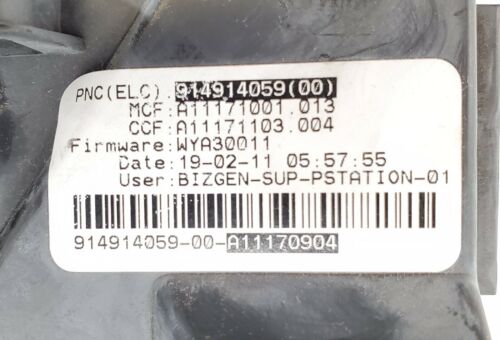 PNC(ELC) 914914059(00)
MCF:A11171001.013
CCF:A11171103.004
Firmware:WYA30011
Date:19-02-11 05:57:55
User:BIZGEN-SUP-PSTATION-01
914914059-00-A11170904